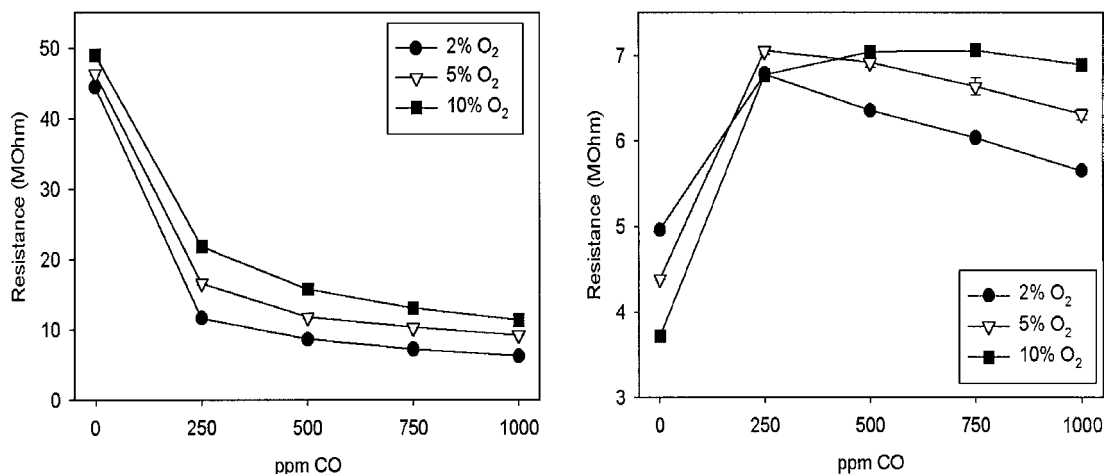 Resistance (MOhm)
50
40
30
20
10
0
2% O₂
5% O₂
10% O₂
0 250 500 750 1000
ppm CO
Resistance (MOhm)
7
6
5
4
3
2% O₂
5% O₂
10% O₂
0 250 500 750 1000
ppm CO